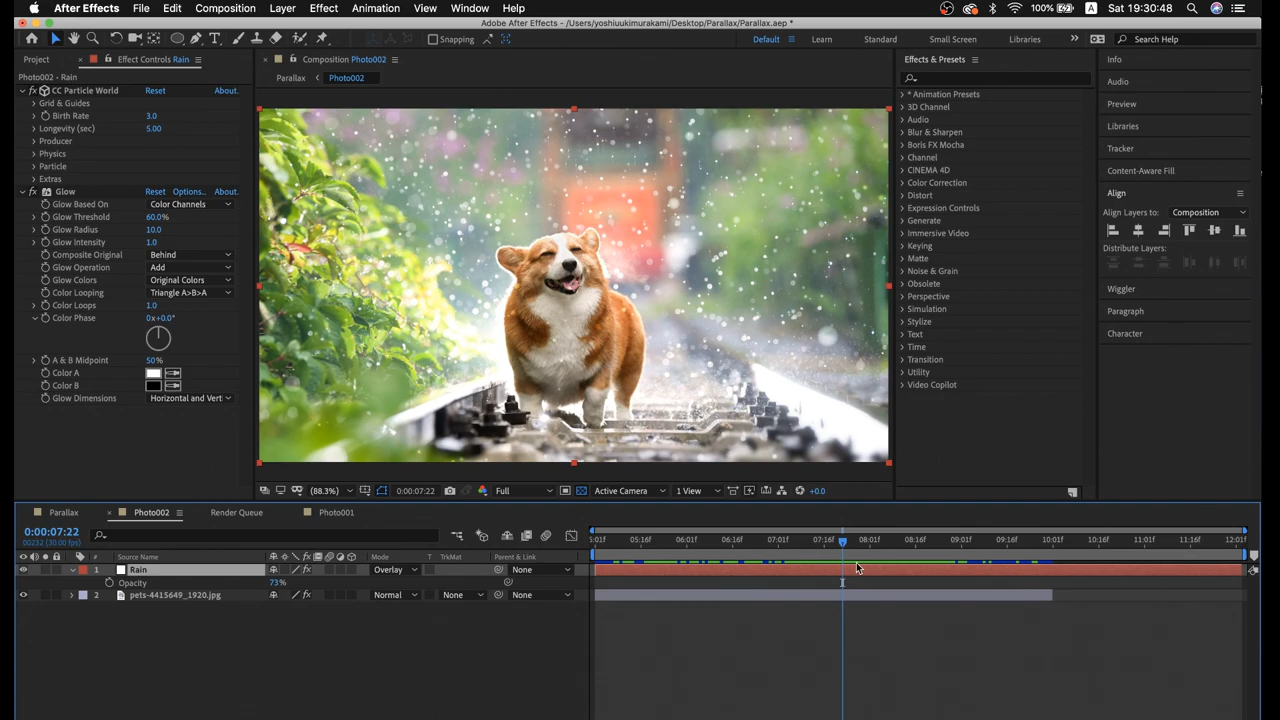 After Effects File Edit Composition Layer Effect Animation View Window Help 100% A Sat 19:30:48
Adobe After Effects - /Users/yoshiuukimurakami/Desktop/Parallax/Parallax.aep *
Snapping Default Learn Standard Small Screen Libraries Search Help
Project Effect Controls Rain Composition Photo002 Effects & Presets Info
Photo002 • Rain Parallax Photo002
CC Particle World Reset About.
Grid & Guides
Birth Rate 3.0
Longevity (sec) 5.00
Producer
Physics
Particle
Extras
Glow Reset Options.. About.
Glow Based On Color Channels
Glow Threshold 60.0%
Glow Radius 10.0
Glow Intensity 1.0
Composite Original Behind
Glow Operation Add
Glow Colors Original Colors
Color Looping Triangle A>B>A
Color Loops 1.0
Color Phase 0x+0.0°
A & B Midpoint 50%
Color A
Color B
Glow Dimensions Horizontal and Verti
(88.3%) 0:00:07:22 Full Active Camera 1 View +0.0
* Animation Presets
3D Channel
Audio
Blur & Sharpen
Boris FX Mocha
Channel
CINEMA 4D
Color Correction
Distort
Expression Controls
Generate
Immersive Video
Keying
Matte
Noise & Grain
Obsolete
Perspective
Simulation
Stylize
Text
Time
Transition
Utility
Video Copilot
Audio
Preview
Libraries
Tracker
Content-Aware Fill
Align
Align Layers to: Composition
Distribute Layers:
Wiggler
Paragraph
Character
Parallax Photo002 Render Queue Photo001
0:00:07:22
00232 (30.00 fps)
5:01f 05:16f 06:01f 06:16f 07:01f 07:16f 08:01f 08:16f 09:01f 09:16f 10:01f 10:16f 11:01f 11:16f 12:01f
# Source Name Mode T TrkMat Parent & Link
1 Rain Overlay None
Opacity 73%
2 pets-4415649_1920.jpg Normal None None